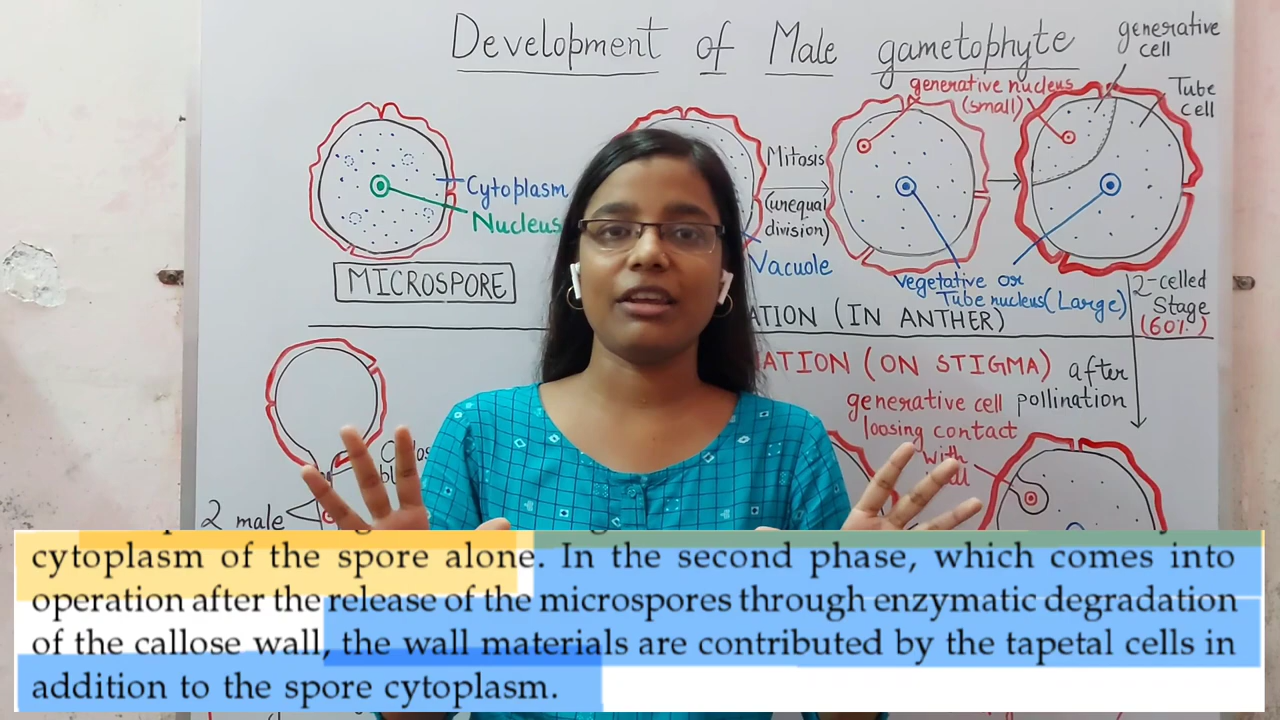 Development of Male gametophyte
generative
cell
generative nucleus
(small)
Tube
cell
Mitosis
(unequal
division)
Cytoplasm
Nucleus
Vacuole
MICROSPORE
vegetative or
Tube nucleus (Large)
2-celled
Stage
(60%)
ATION (IN ANTHER)
ATION (ON STIGMA) after
pollination
generative cell
loosing contact
with
2 male
cytoplasm of the spore alone. In the second phase, which comes into
operation after the release of the microspores through enzymatic degradation
of the callose wall, the wall materials are contributed by the tapetal cells in
addition to the spore cytoplasm.